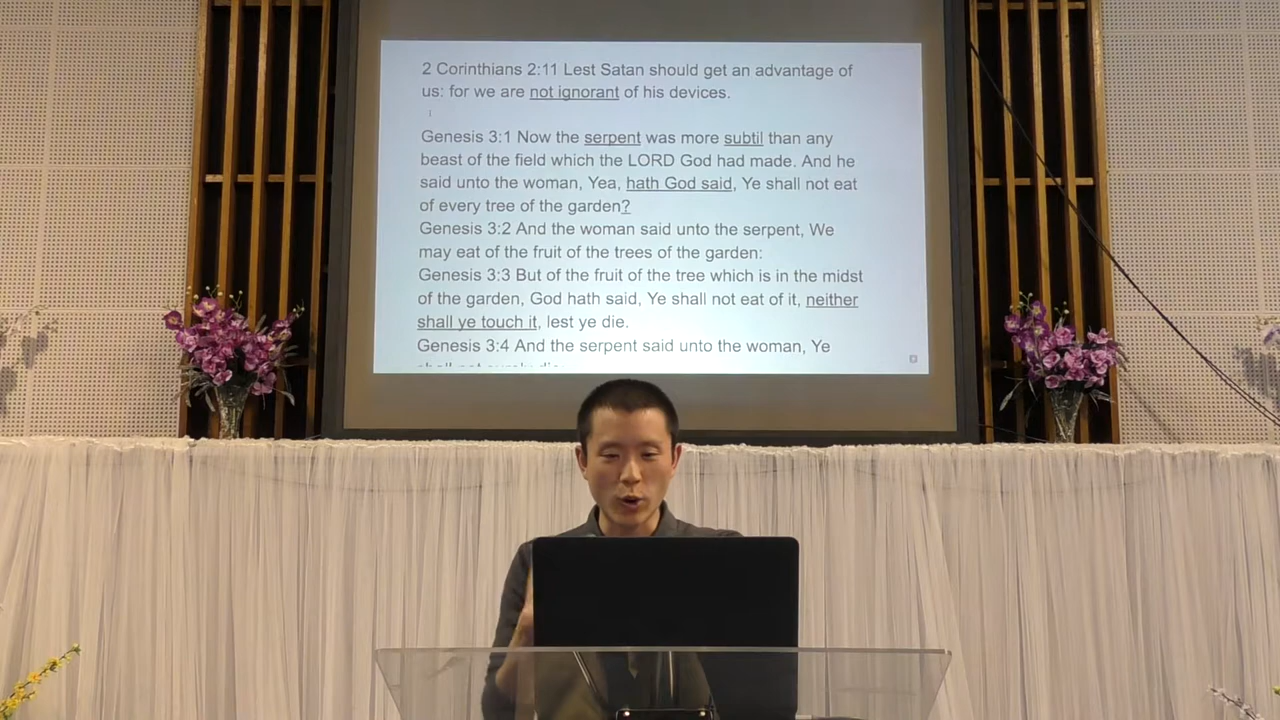 2 Corinthians 2:11 Lest Satan should get an advantage of
us: for we are not ignorant of his devices.
Genesis 3:1 Now the serpent was more subtil than any
beast of the field which the LORD God had made. And he
said unto the woman, Yea, hath God said, Ye shall not eat
of every tree of the garden?
Genesis 3:2 And the woman said unto the serpent, We
may eat of the fruit of the trees of the garden:
Genesis 3:3 But of the fruit of the tree which is in the midst
of the garden, God hath said, Ye shall not eat of it, neither
shall ye touch it, lest ye die.
Genesis 3:4 And the serpent said unto the woman, Ye